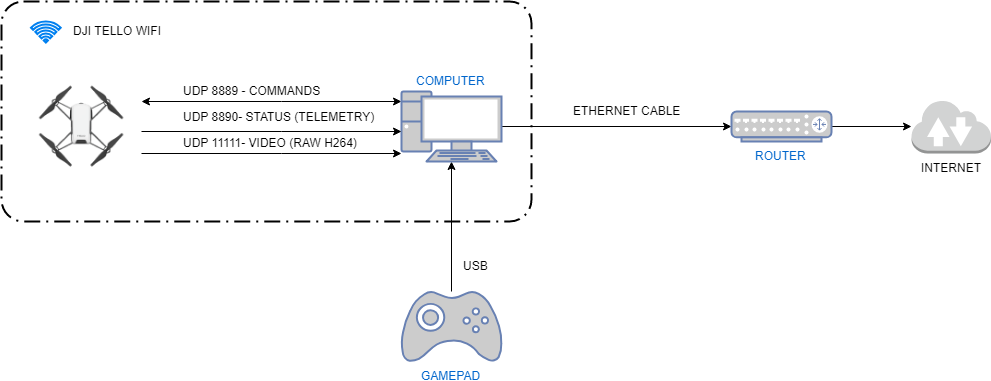 DJI TELLO WIFI
COMPUTER
UDP 8889 - COMMANDS
UDP 8890- STATUS (TELEMETRY)
UDP 11111- VIDEO (RAW H264)
ETHERNET CABLE
ROUTER
INTERNET
USB
GAMEPAD